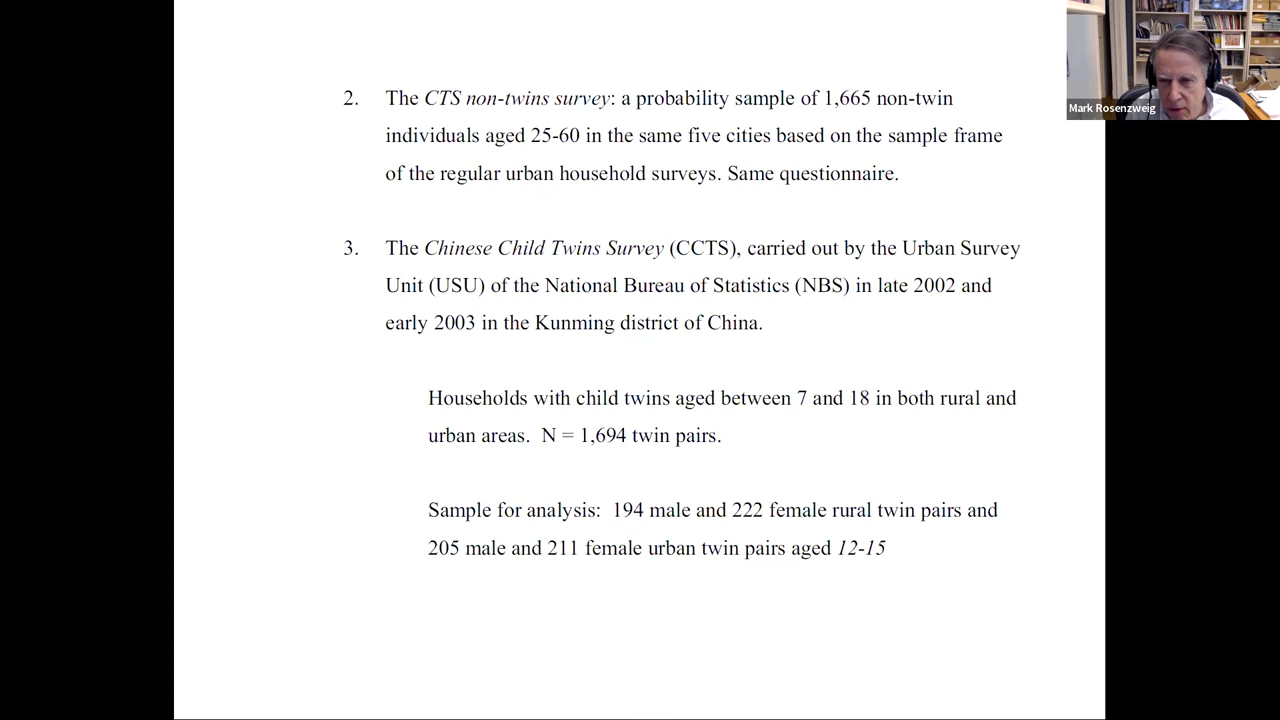 2. The CTS non-twins survey: a probability sample of 1,665 non-twin
individuals aged 25-60 in the same five cities based on the sample frame
of the regular urban household surveys. Same questionnaire.
3. The Chinese Child Twins Survey (CCTS), carried out by the Urban Survey
Unit (USU) of the National Bureau of Statistics (NBS) in late 2002 and
early 2003 in the Kunming district of China.
Households with child twins aged between 7 and 18 in both rural and
urban areas. N = 1,694 twin pairs.
Sample for analysis: 194 male and 222 female rural twin pairs and
205 male and 211 female urban twin pairs aged 12-15
Mark Rosenzweig